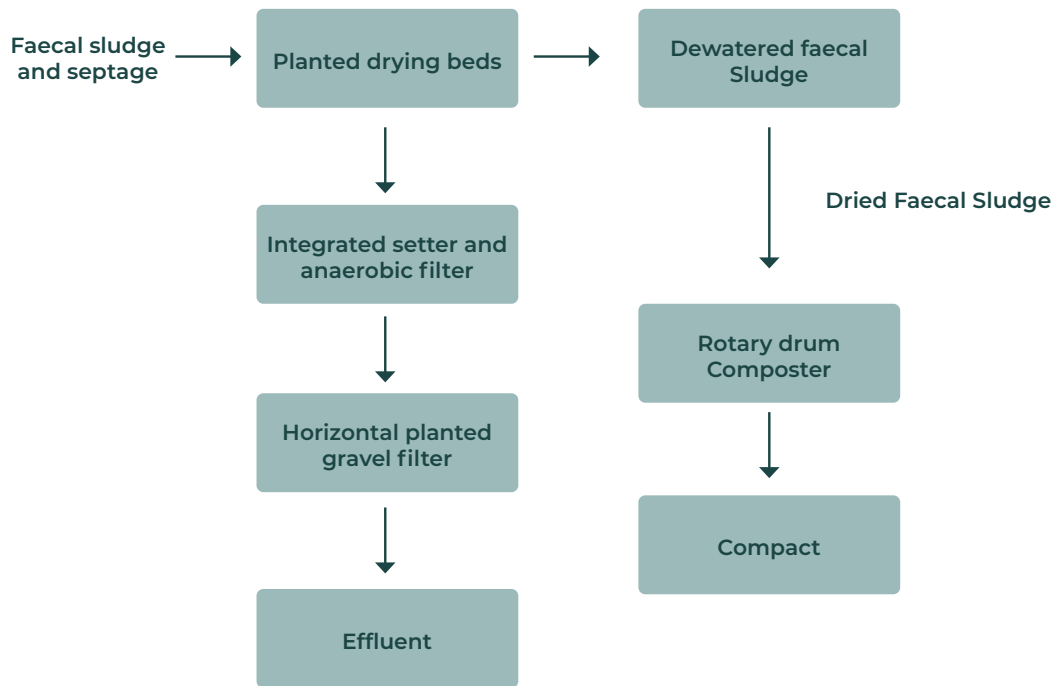 Faecal sludge
and septage
Planted drying beds
Dewatered faecal
Sludge
Dried Faecal Sludge
Integrated setter and
anaerobic filter
Rotary drum
Composter
Horizontal planted
gravel filter
Compact
Effluent